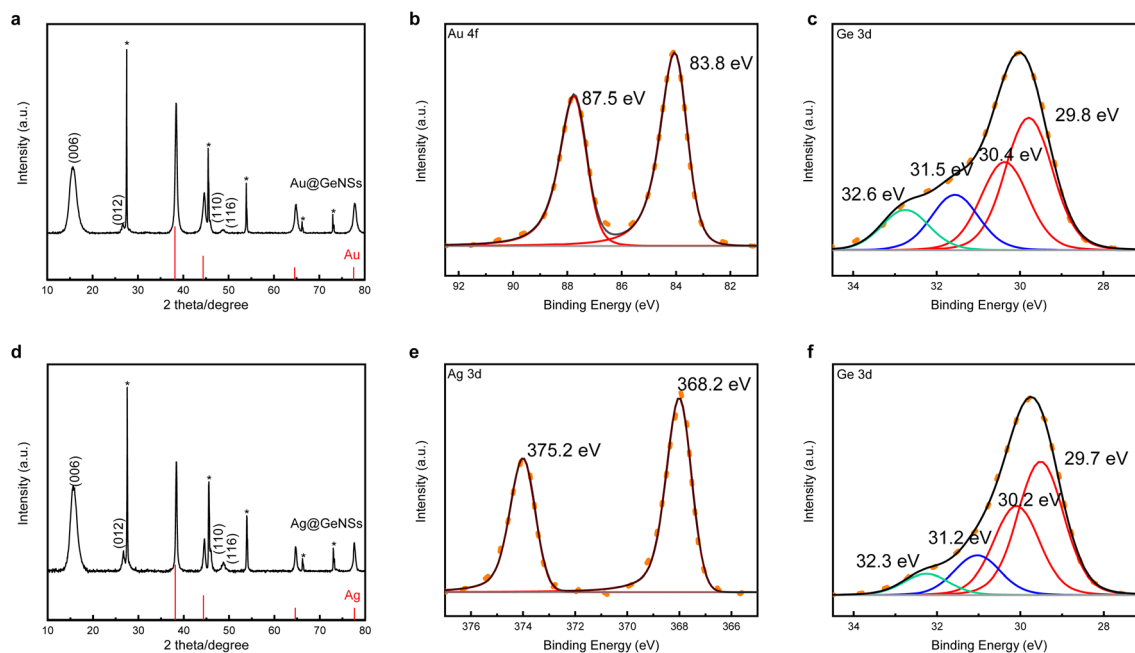 a
Intensity (a.u.)
(006)
(012)
*
*
(110)
(116)
*
*
*
Au@GeNSs
Au
10 20 30 40 50 60 70 80
2 theta/degree
b
Au 4f
Intensity (a.u.)
87.5 eV
83.8 eV
92 90 88 86 84 82
Binding Energy (eV)
c
Ge 3d
Intensity (a.u.)
32.6 eV
31.5 eV
30.4 eV
29.8 eV
34 32 30 28
Binding Energy (eV)
d
Intensity (a.u.)
(006)
(012)
*
*
(110)
(116)
*
*
*
Ag@GeNSs
Ag
10 20 30 40 50 60 70 80
2 theta/degree
e
Ag 3d
Intensity (a.u.)
375.2 eV
368.2 eV
376 374 372 370 368 366
Binding Energy (eV)
f
Ge 3d
Intensity (a.u.)
32.3 eV
31.2 eV
30.2 eV
29.7 eV
34 32 30 28
Binding Energy (eV)